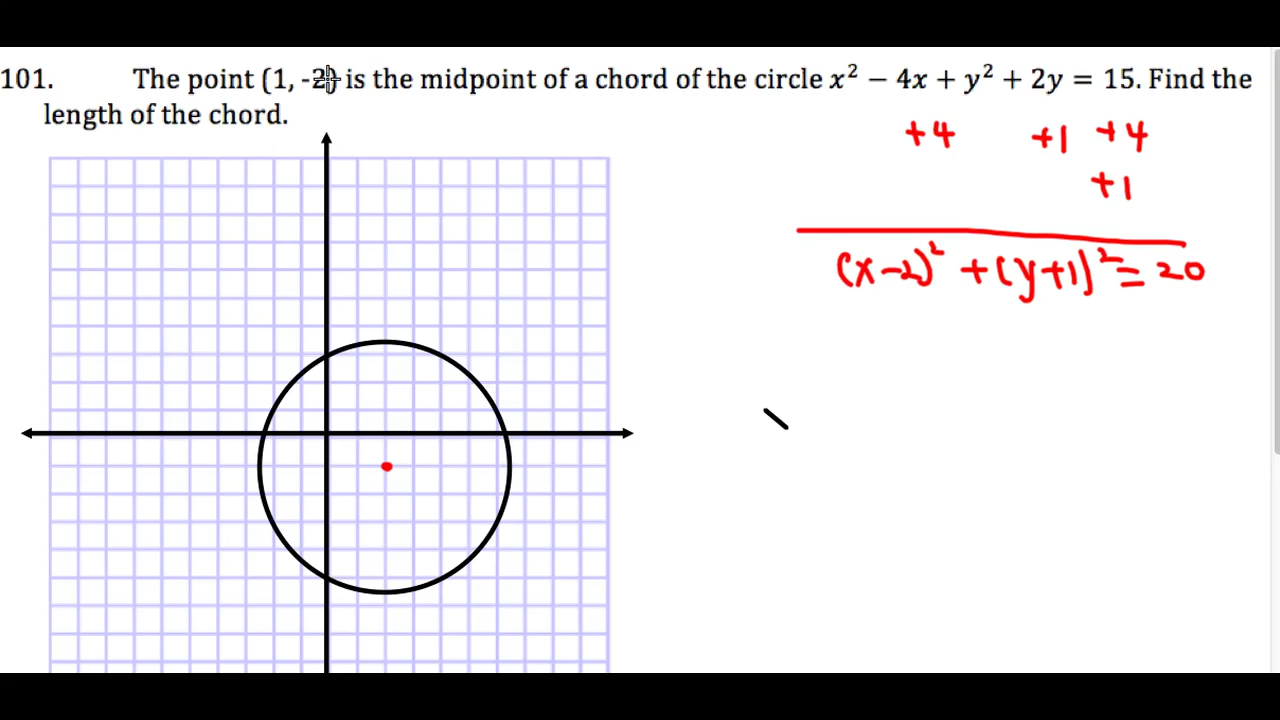 101. The point (1, -2) is the midpoint of a chord of the circle x² − 4x + y² + 2y = 15. Find the
length of the chord.
+4 +1 +4
+1
(x-2)² + (y+1)² = 20